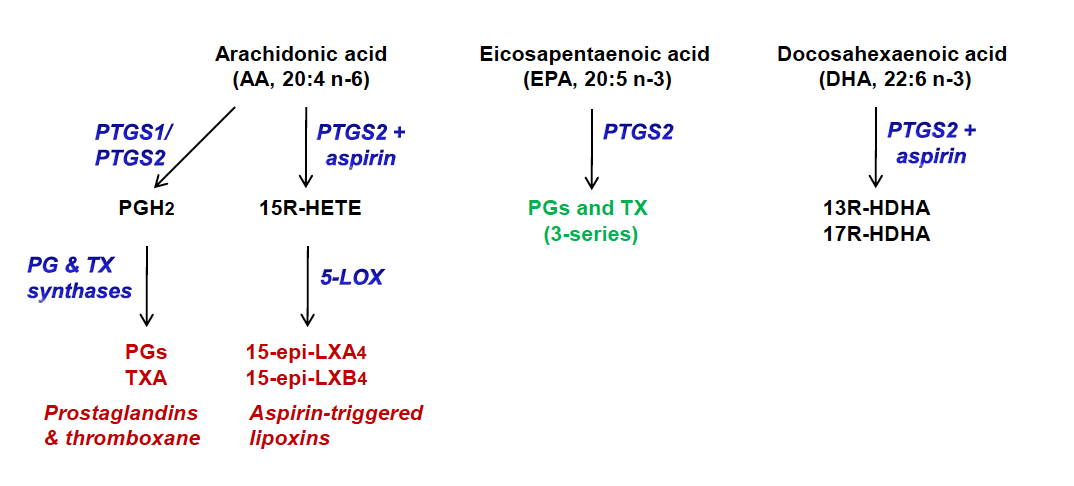 Arachidonic acid
(AA, 20:4 n-6)
Eicosapentaenoic acid
(EPA, 20:5 n-3)
Docosahexaenoic acid
(DHA, 22:6 n-3)
PTGS1/
PTGS2
PTGS2 +
aspirin
PTGS2
PTGS2 +
aspirin
PGH2
15R-HETE
PGs and TX
(3-series)
13R-HDHA
17R-HDHA
PG & TX
synthases
5-LOX
PGs
TXA
15-epi-LXA4
15-epi-LXB4
Prostaglandins
& thromboxane
Aspirin-triggered
lipoxins